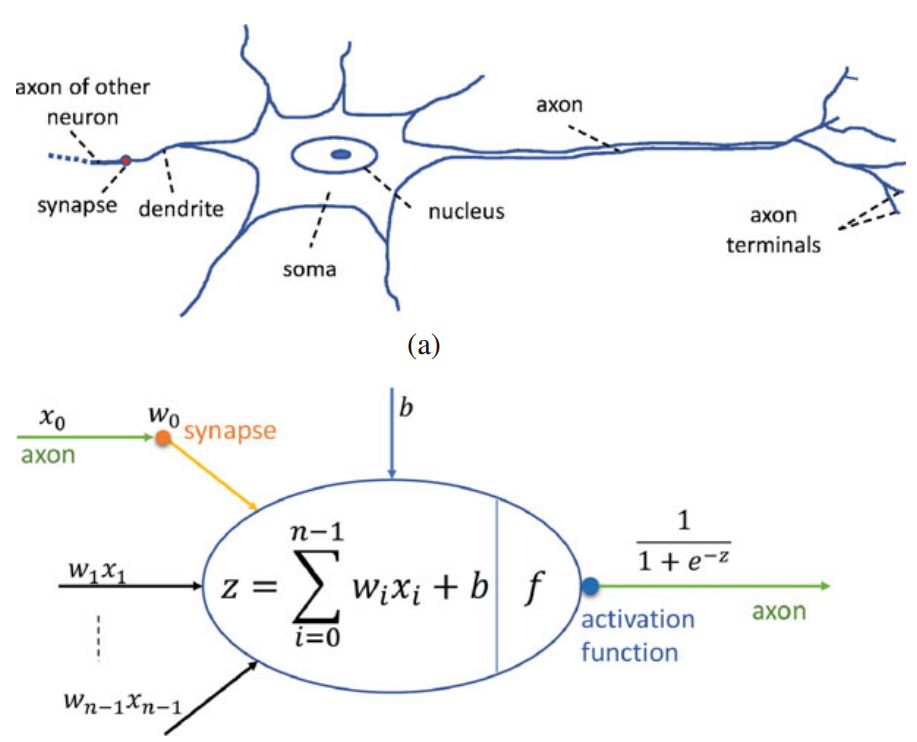 axon of other
neuron
synapse
dendrite
soma
nucleus
axon
axon
terminals
(a)
x₀
w₀
synapse
axon
b
w₁x₁
wₙ₋₁xₙ₋₁
z = ∑ᵢ₌₀ⁿ⁻¹ wᵢxᵢ + b
f
1 / (1 + e⁻ᶻ)
activation
function
axon